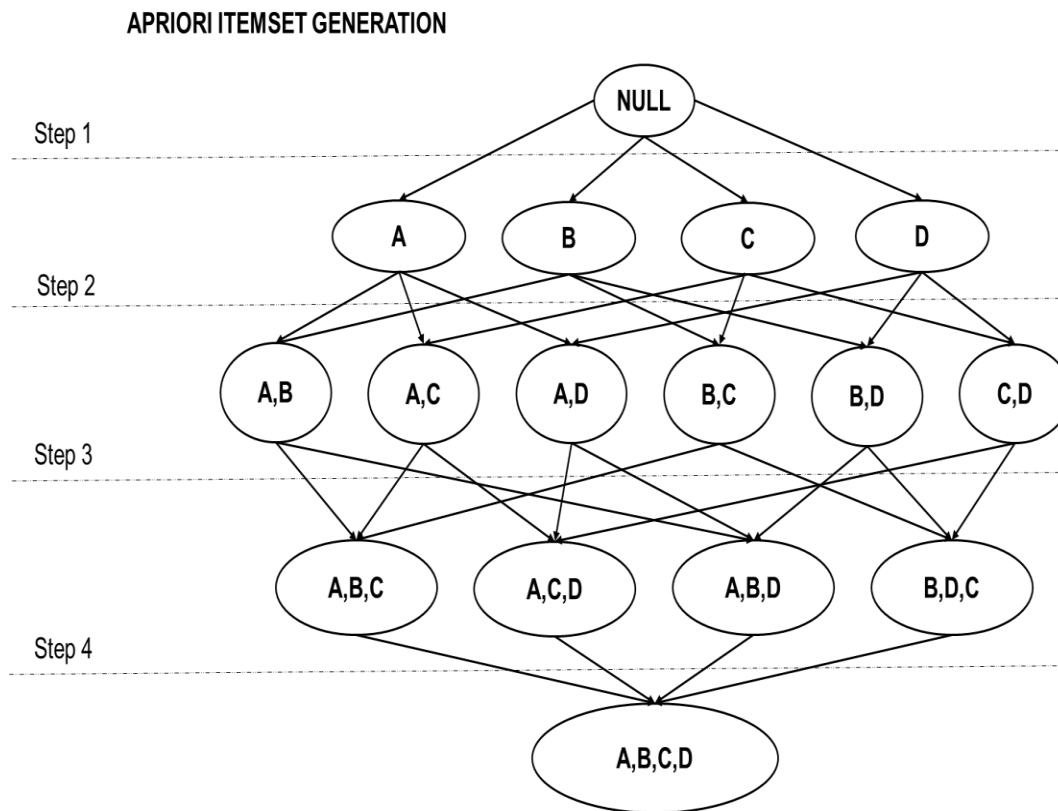 APRIORI ITEMSET GENERATION
NULL
Step 1
A
B
C
D
Step 2
A,B
A,C
A,D
B,C
B,D
C,D
Step 3
A,B,C
A,C,D
A,B,D
B,D,C
Step 4
A,B,C,D